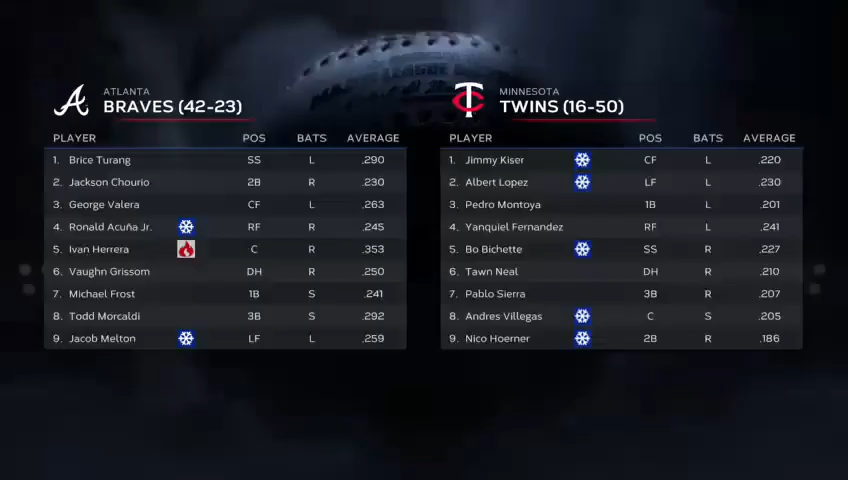 ATLANTA
BRAVES (42-23)
PLAYER POS BATS AVERAGE
1. Brice Turang SS L .290
2. Jackson Chourio 2B R .230
3. George Valera CF L .263
4. Ronald Acuña Jr. RF R .245
5. Ivan Herrera C R .353
6. Vaughn Grissom DH R .250
7. Michael Frost 1B S .241
8. Todd Morcaldi 3B S .292
9. Jacob Melton LF L .259
MINNESOTA
TWINS (16-50)
PLAYER POS BATS AVERAGE
1. Jimmy Kiser CF L .220
2. Albert Lopez LF L .230
3. Pedro Montoya 1B L .201
4. Yanquiel Fernandez RF L .241
5. Bo Bichette SS R .227
6. Tawn Neal DH R .210
7. Pablo Sierra 3B R .207
8. Andres Villegas C S .205
9. Nico Hoerner 2B R .186